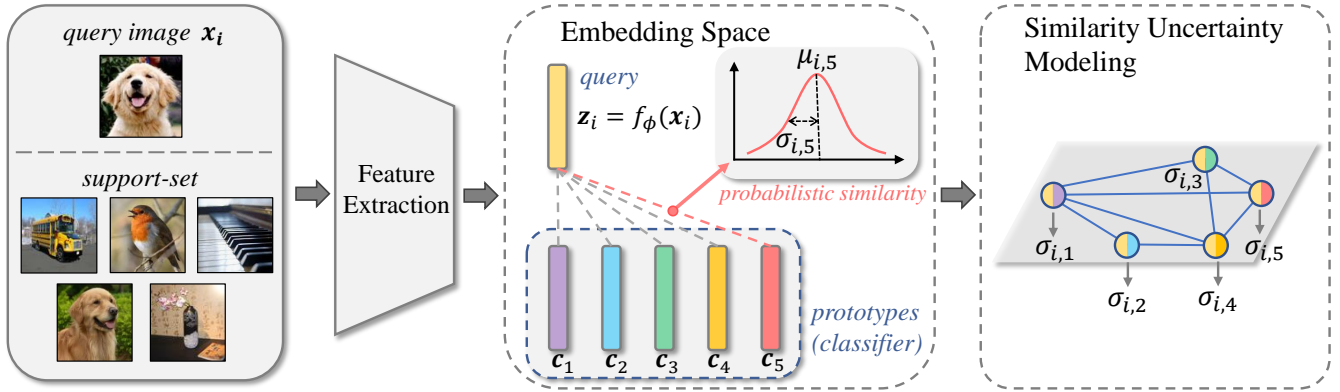 query image x_i
support-set
Feature
Extraction
Embedding Space
query
z_i = f_ϕ(x_i)
μ_{i,5}
σ_{i,5}
probabilistic similarity
prototypes
(classifier)
c_1 c_2 c_3 c_4 c_5
Similarity Uncertainty
Modeling
σ_{i,3}
σ_{i,1}
σ_{i,5}
σ_{i,2}
σ_{i,4}